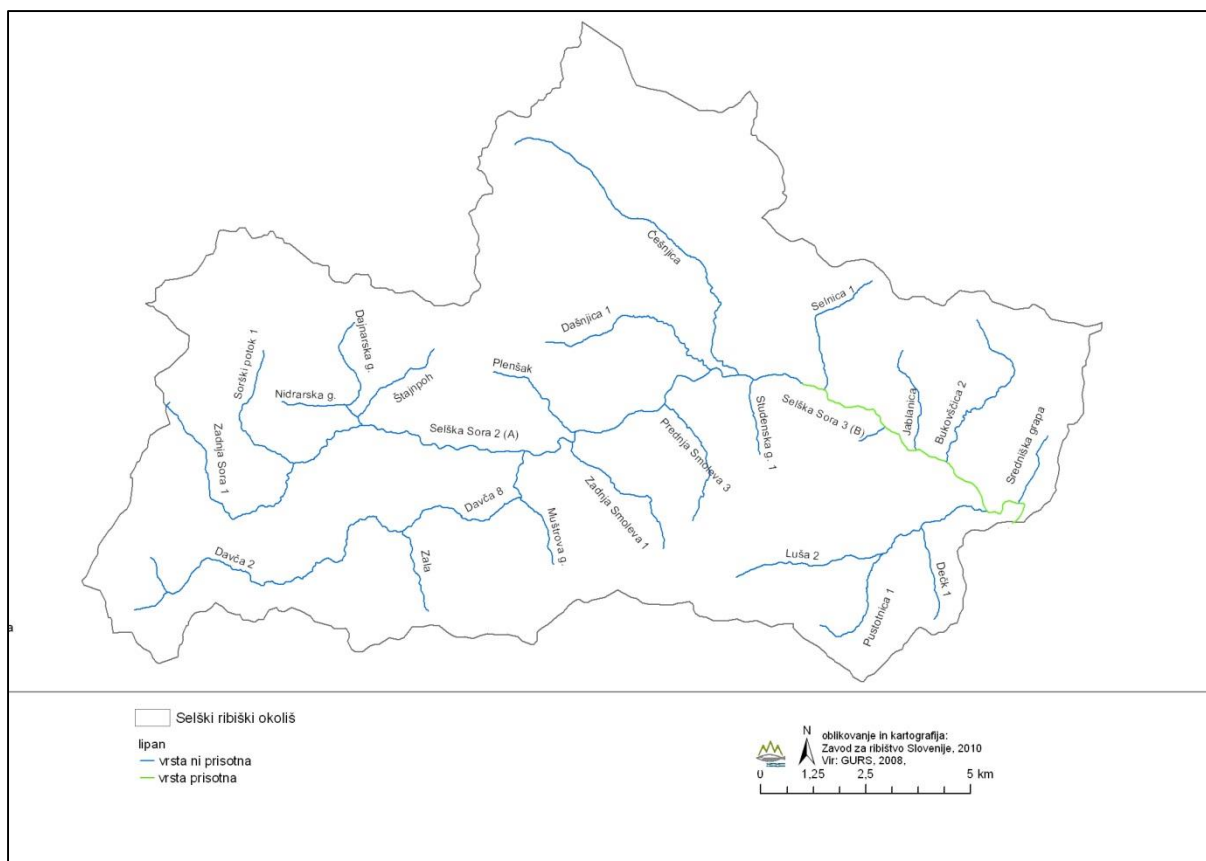 Češnjica
Selnica 1
Dašnjica 1
Dajnarska g.
Sorški potok 1
Štajnpoh
Plenšak
Nidrarska g.
Jablanica
Bukovščica 2
Selška Sora 3 (B)
Studenska g. 1
Selška Sora 2 (A)
Prednja Smoleva 3
Zadnja Sora 1
Sredniška grapa
Zadnja Smoleva 1
Davča 8
Muštrova g.
Davča 2
Zala
Luša 2
Dečk 1
Pustotnica 1
a
Selški ribiški okoliš
lipan
vrsta ni prisotna
vrsta prisotna
N
oblikovanje in kartografija:
Zavod za ribištvo Slovenije, 2010
Vir: GURS, 2008,
0 1,25 2,5 5 km